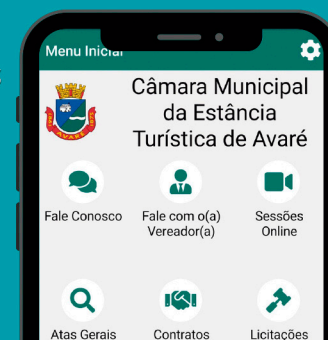 Menu Inicial
Câmara Municipal
da Estância
Turística de Avaré
AVARÉ
Fale Conosco
Fale com o(a)
Vereador(a)
Sessões
Online
Atas Gerais
Contratos
Licitações